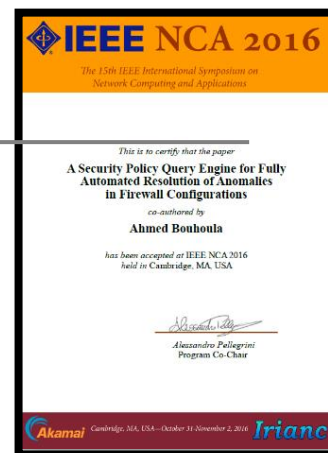 IEEE NCA 2016
The 15th IEEE International Symposium on
Network Computing and Applications
This is to certify that the paper
A Security Policy Query Engine for Fully
Automated Resolution of Anomalies
in Firewall Configurations
co-authored by
Ahmed Bouhoula
has been accepted at IEEE NCA 2016
held in Cambridge, MA, USA
Alessandro Pellegrini
Program Co-Chair
Akamai Cambridge, MA, USA—October 31-November 2, 2016 Irianc